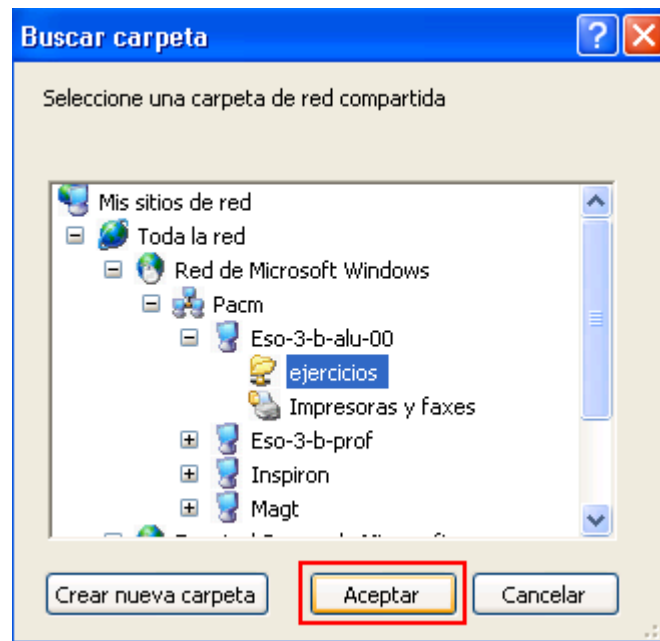 Buscar carpeta
Seleccione una carpeta de red compartida
Mis sitios de red
Toda la red
Red de Microsoft Windows
Pacm
Eso-3-b-alu-00
ejercicios
Impresoras y faxes
Eso-3-b-prof
Inspiron
Magt
Crear nueva carpeta Aceptar Cancelar